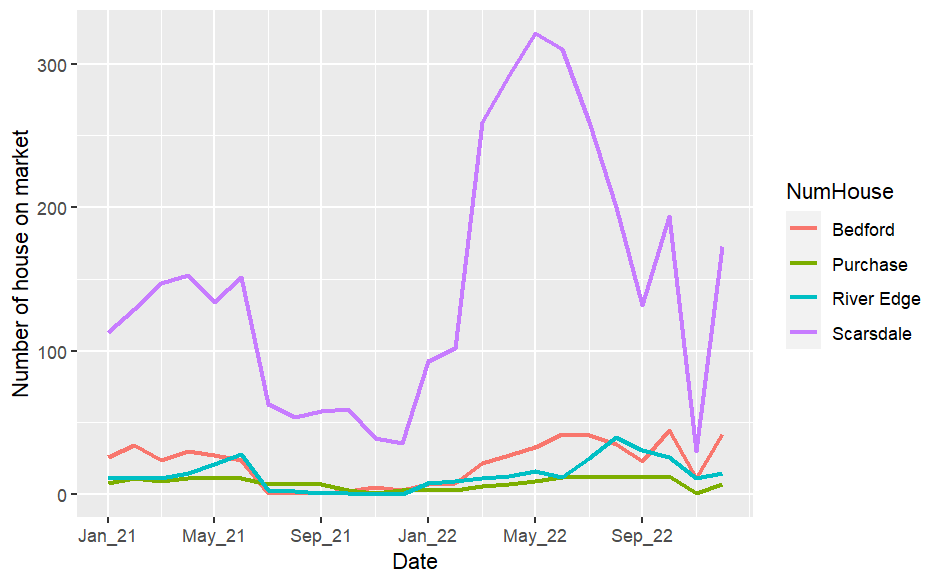 Number of house on market
300
200
100
0
Jan_21 May_21 Sep_21 Jan_22 May_22 Sep_22
Date
NumHouse
Bedford
Purchase
River Edge
Scarsdale